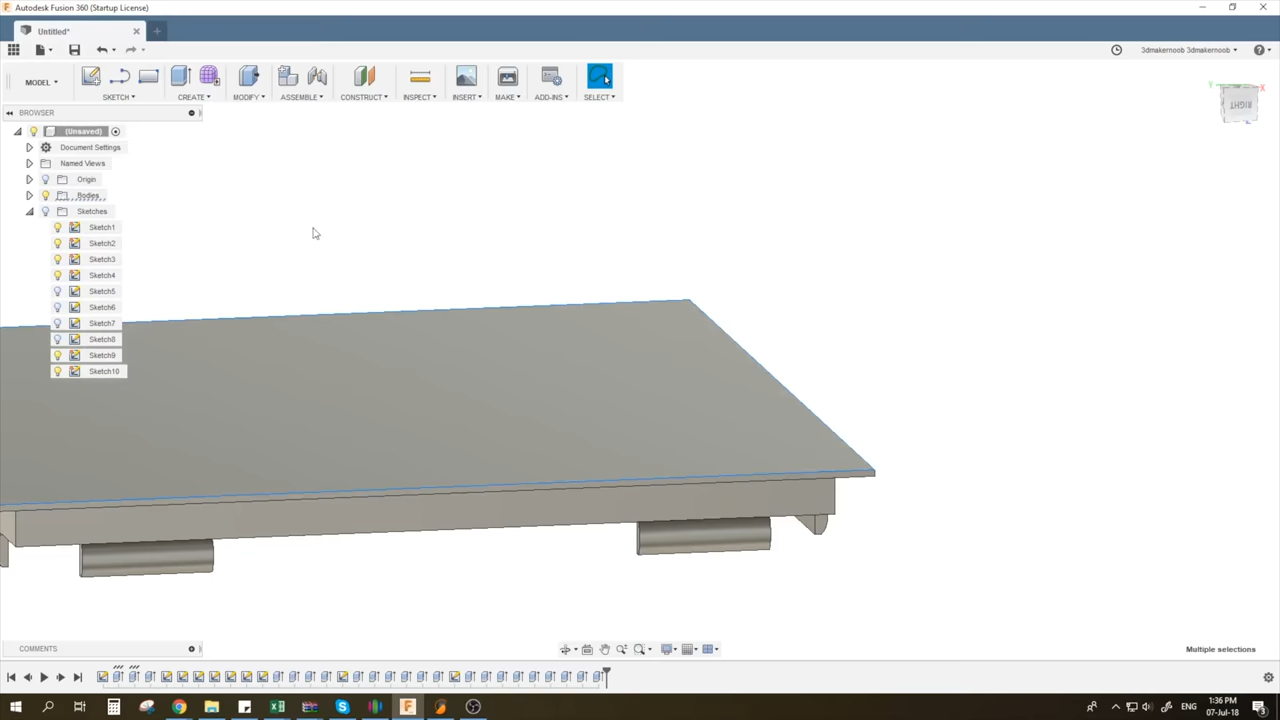 Autodesk Fusion 360 (Startup License)
Untitled*
3dmakernoob 3dmakernoob
MODEL
SKETCH
CREATE
MODIFY
ASSEMBLE
CONSTRUCT
INSPECT
INSERT
MAKE
ADD-INS
SELECT
BROWSER
(Unsaved)
Document Settings
Named Views
Origin
Bodies
Sketches
Sketch1
Sketch2
Sketch3
Sketch4
Sketch5
Sketch6
Sketch7
Sketch8
Sketch9
Sketch10
RIGHT
Y
X
COMMENTS
Multiple selections
1:36 PM
07-Jul-18